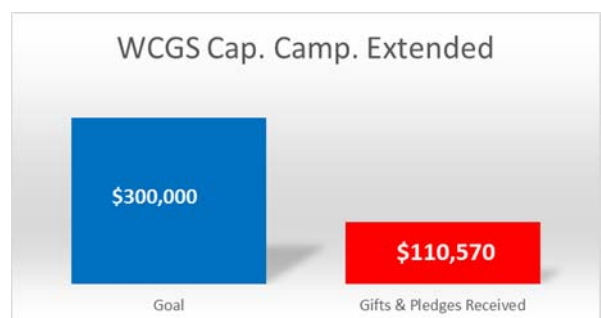 WCGS Cap. Camp. Extended
$300,000
$110,570
Goal
Gifts & Pledges Received